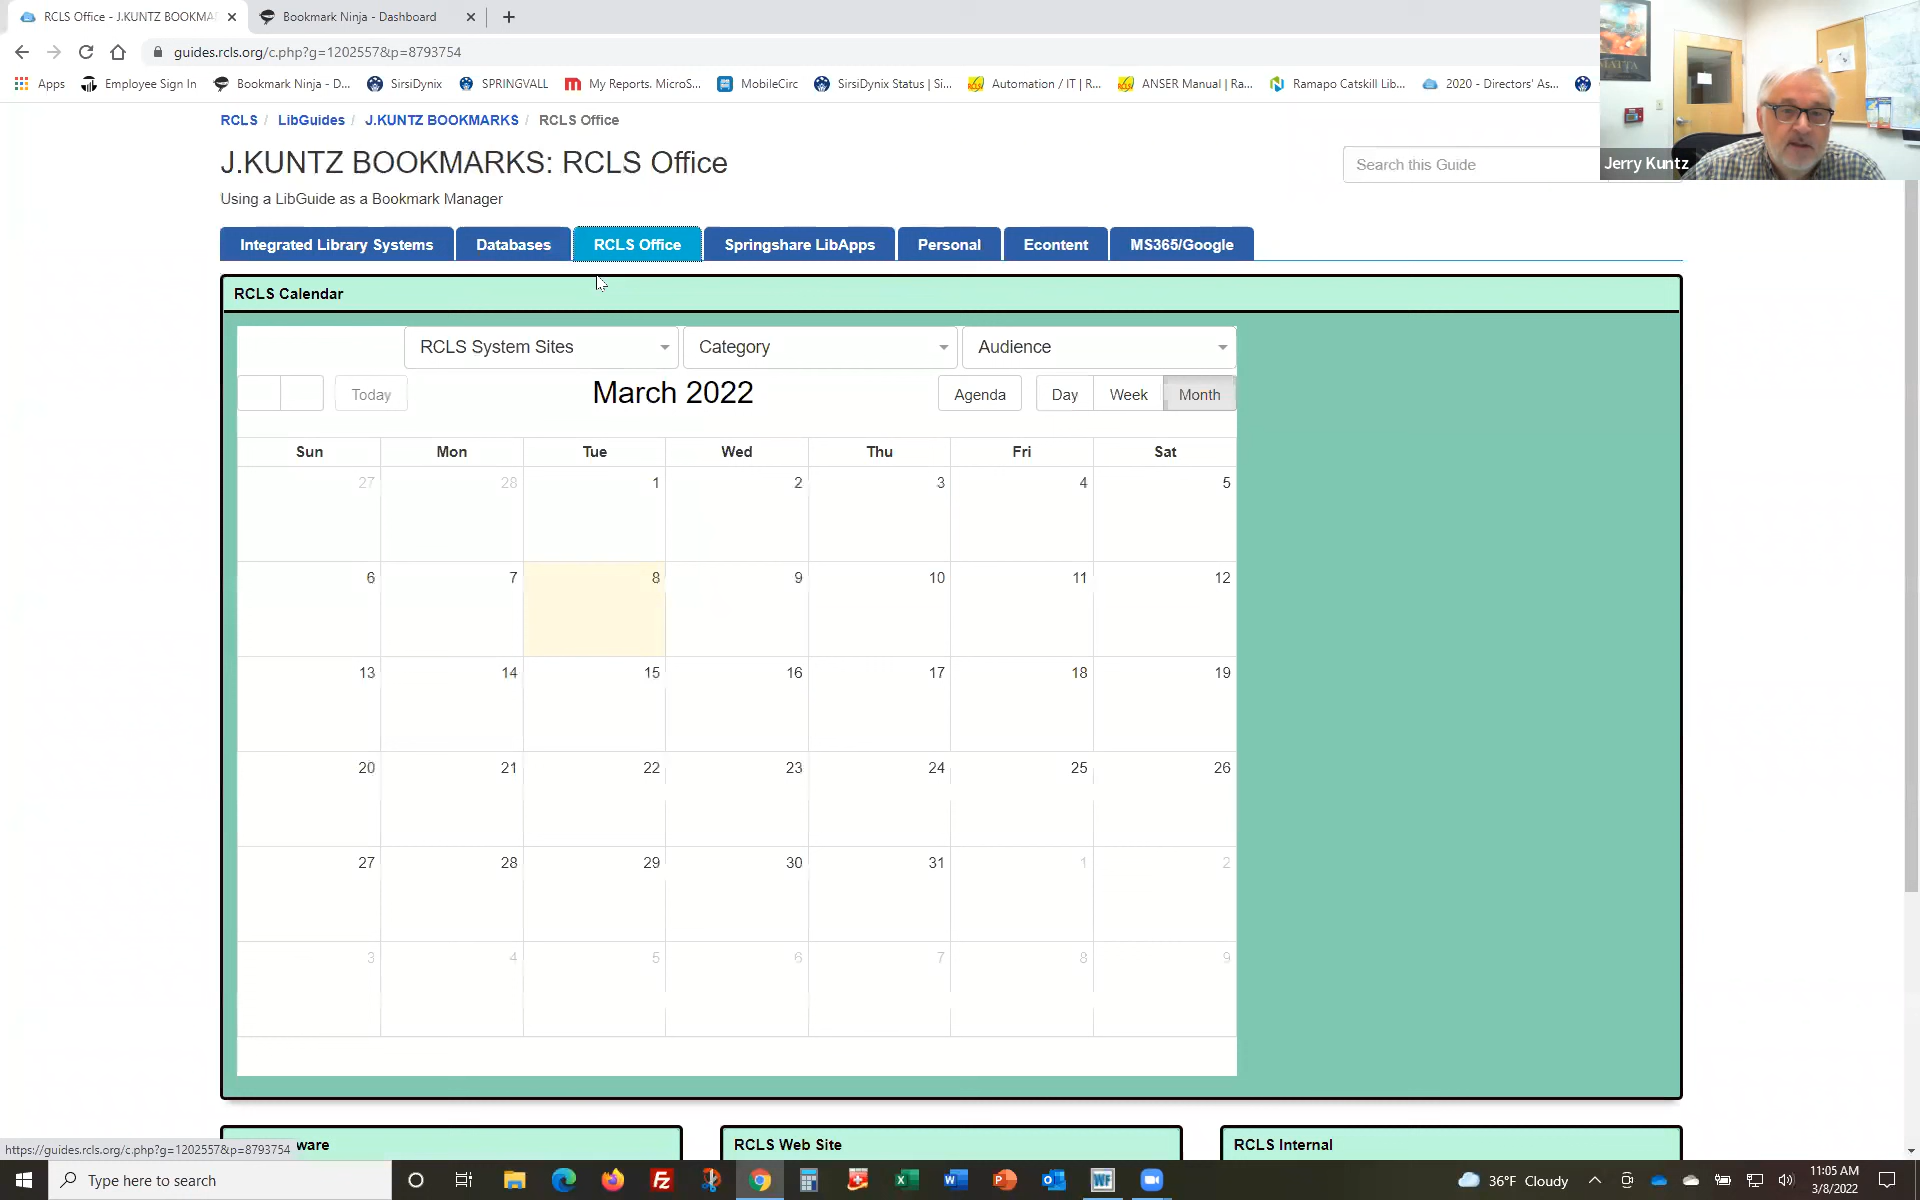 RCLS Office - J.KUNTZ BOOKMA
Bookmark Ninja - Dashboard
guides.rcls.org/c.php?g=1202557&p=8793754
Apps
Employee Sign In
Bookmark Ninja - D...
SirsiDynix
SPRINGVALL
My Reports. MicroS...
MobileCirc
SirsiDynix Status | Si...
Automation / IT | R...
ANSER Manual | Ra...
Ramapo Catskill Lib...
2020 - Directors' As...
Jerry Kuntz
RCLS / LibGuides / J.KUNTZ BOOKMARKS / RCLS Office
J.KUNTZ BOOKMARKS: RCLS Office
Search this Guide
Using a LibGuide as a Bookmark Manager
Integrated Library Systems
Databases
RCLS Office
Springshare LibApps
Personal
Econtent
MS365/Google
RCLS Calendar
RCLS System Sites
Category
Audience
Today
March 2022
Agenda
Day
Week
Month
Sun Mon Tue Wed Thu Fri Sat
27 28 1 2 3 4 5
6 7 8 9 10 11 12
13 14 15 16 17 18 19
20 21 22 23 24 25 26
27 28 29 30 31 1 2
3 4 5 6 7 8 9
ware
RCLS Web Site
RCLS Internal
https://guides.rcls.org/c.php?g=1202557&p=8793754
Type here to search
36°F Cloudy
11:05 AM
3/8/2022